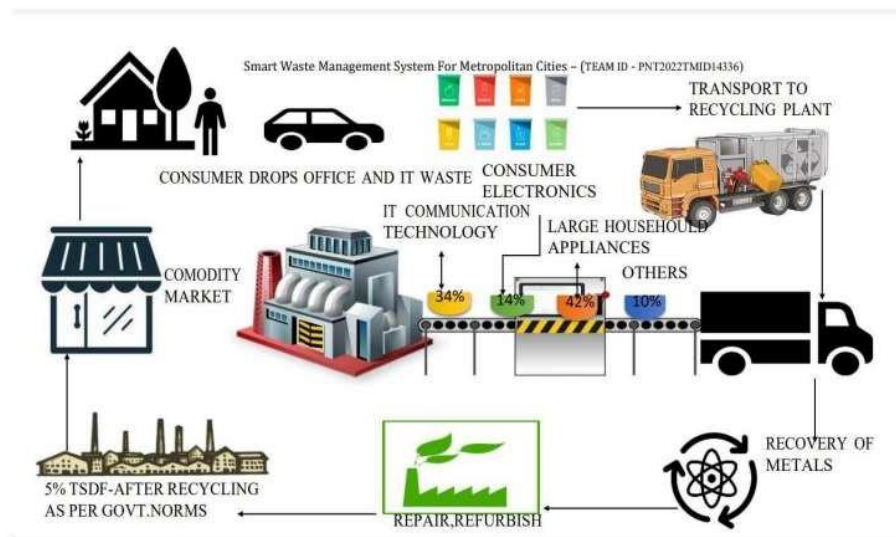 Smart Waste Management System For Metropolitan Cities – (TEAM ID - PNT2022TMID14336)
TRANSPORT TO
RECYCLING PLANT
CONSUMER DROPS OFFICE AND IT WASTE
CONSUMER
ELECTRONICS
IT COMMUNICATION
TECHNOLOGY
LARGE HOUSEHOULD
APPLIANCES
OTHERS
COMODITY
MARKET
34%
14%
42%
10%
RECOVERY OF
METALS
5% TSDF-AFTER RECYCLING
AS PER GOVT.NORMS
REPAIR,REFURBISH